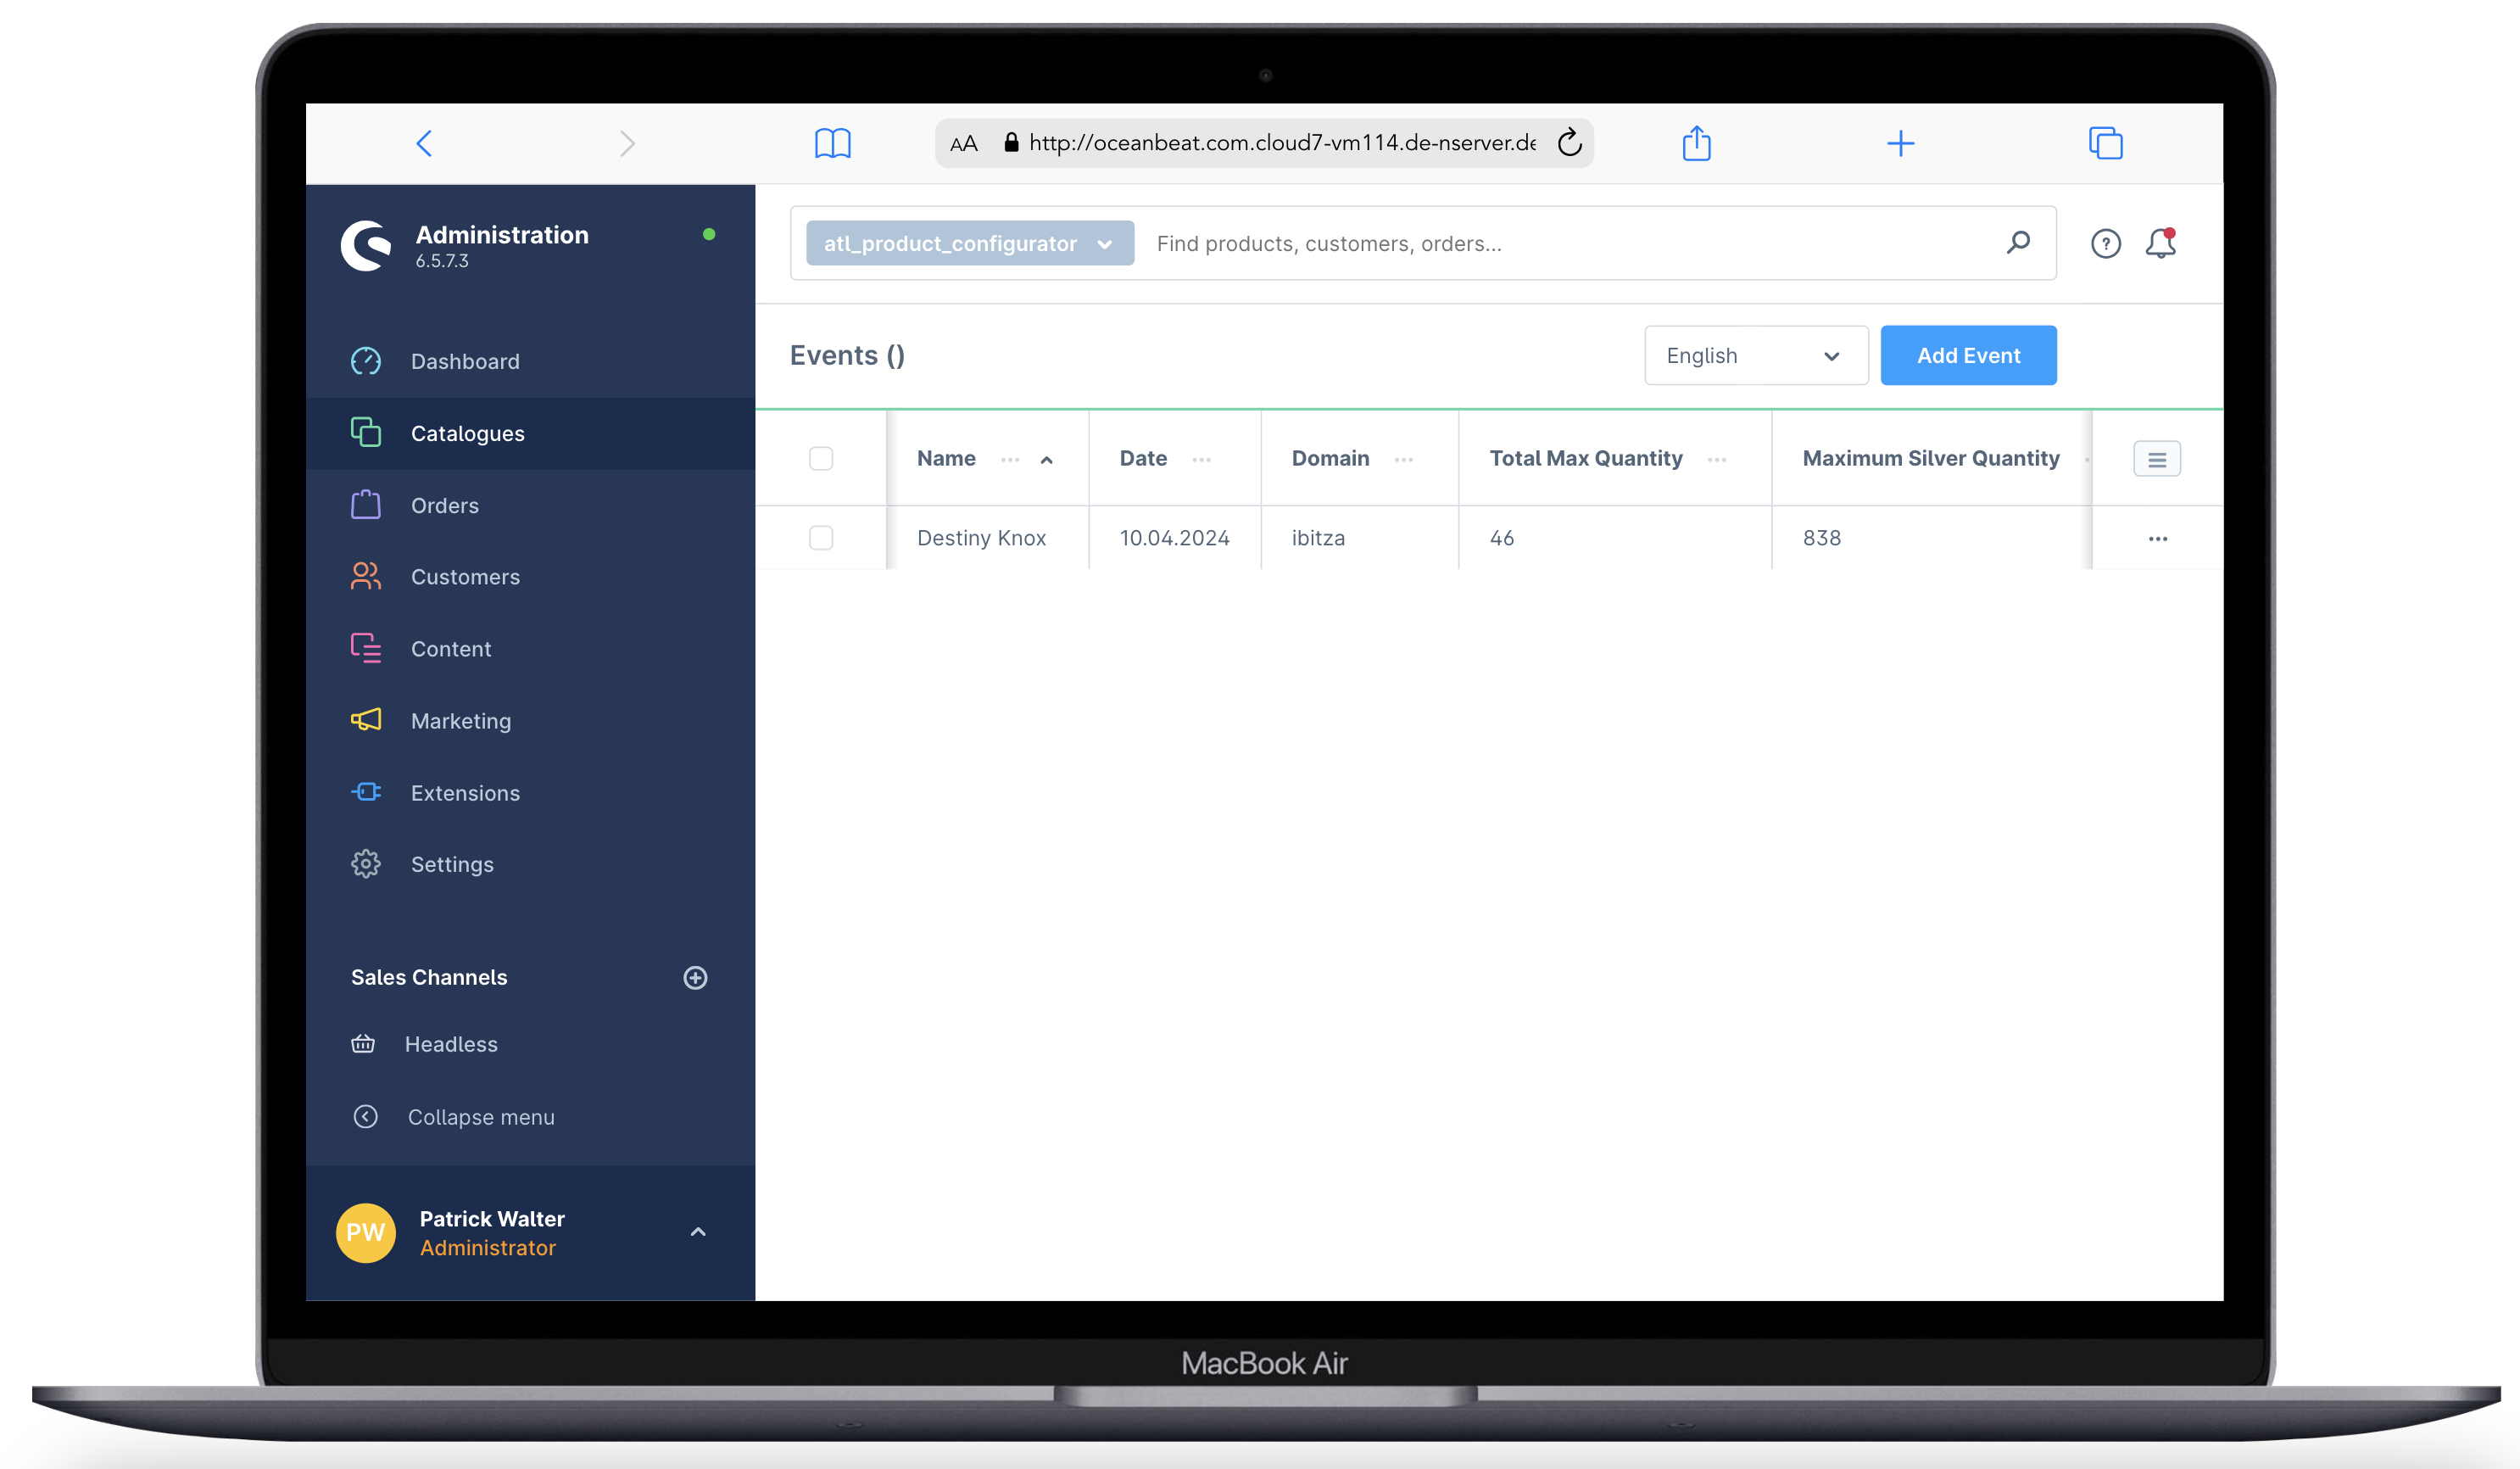 AA http://oceanbeat.com.cloud7-vm114.de-nserver.de
Administration
6.5.7.3
atl_product_configurator Find products, customers, orders...
Dashboard
Catalogues
Orders
Customers
Content
Marketing
Extensions
Settings
Sales Channels
Headless
Collapse menu
PW
Patrick Walter
Administrator
Events ()
English
Add Event
Name Date Domain Total Max Quantity Maximum Silver Quantity
Destiny Knox 10.04.2024 ibitza 46 838
MacBook Air